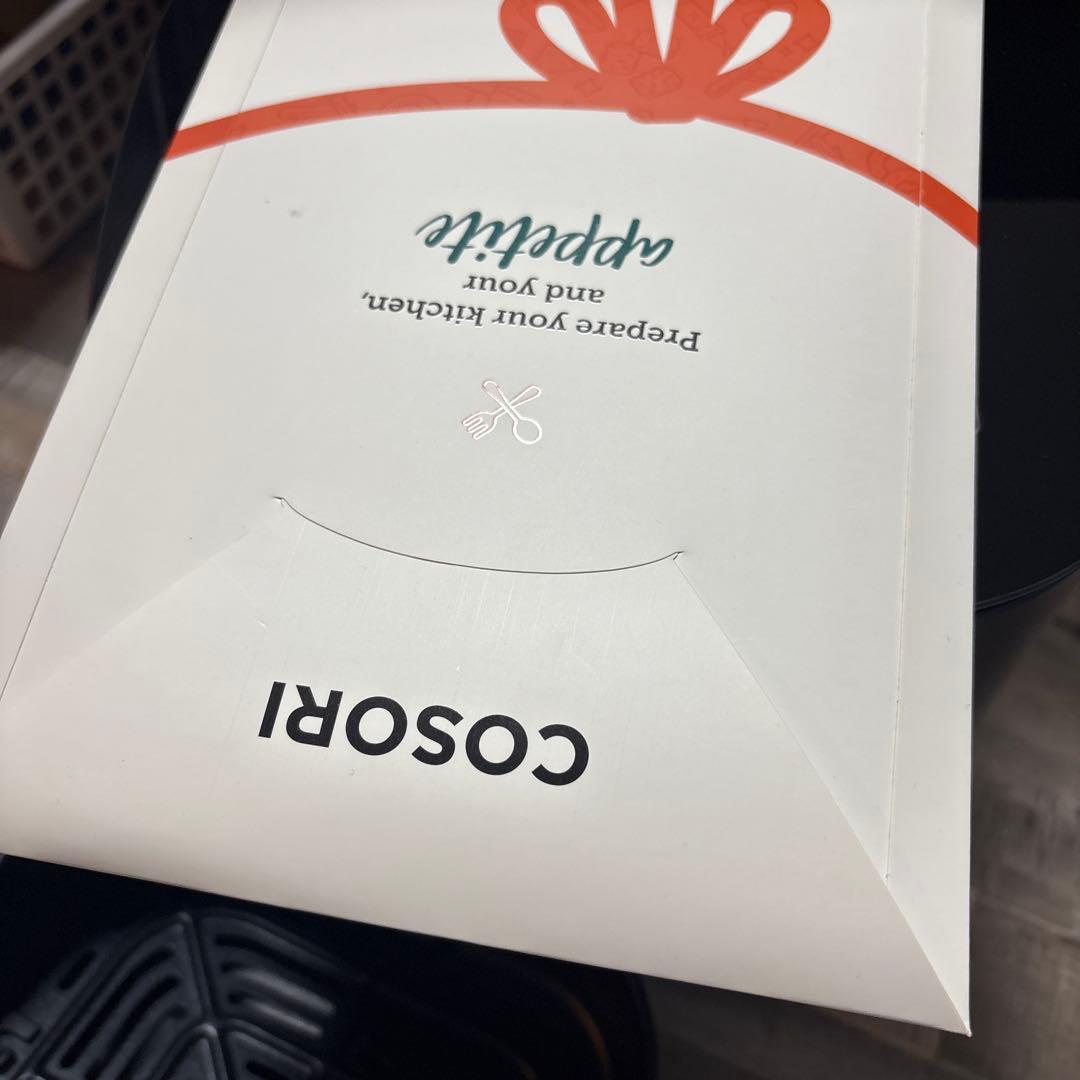 COSORI
Prepare your kitchen,
and your
appetite